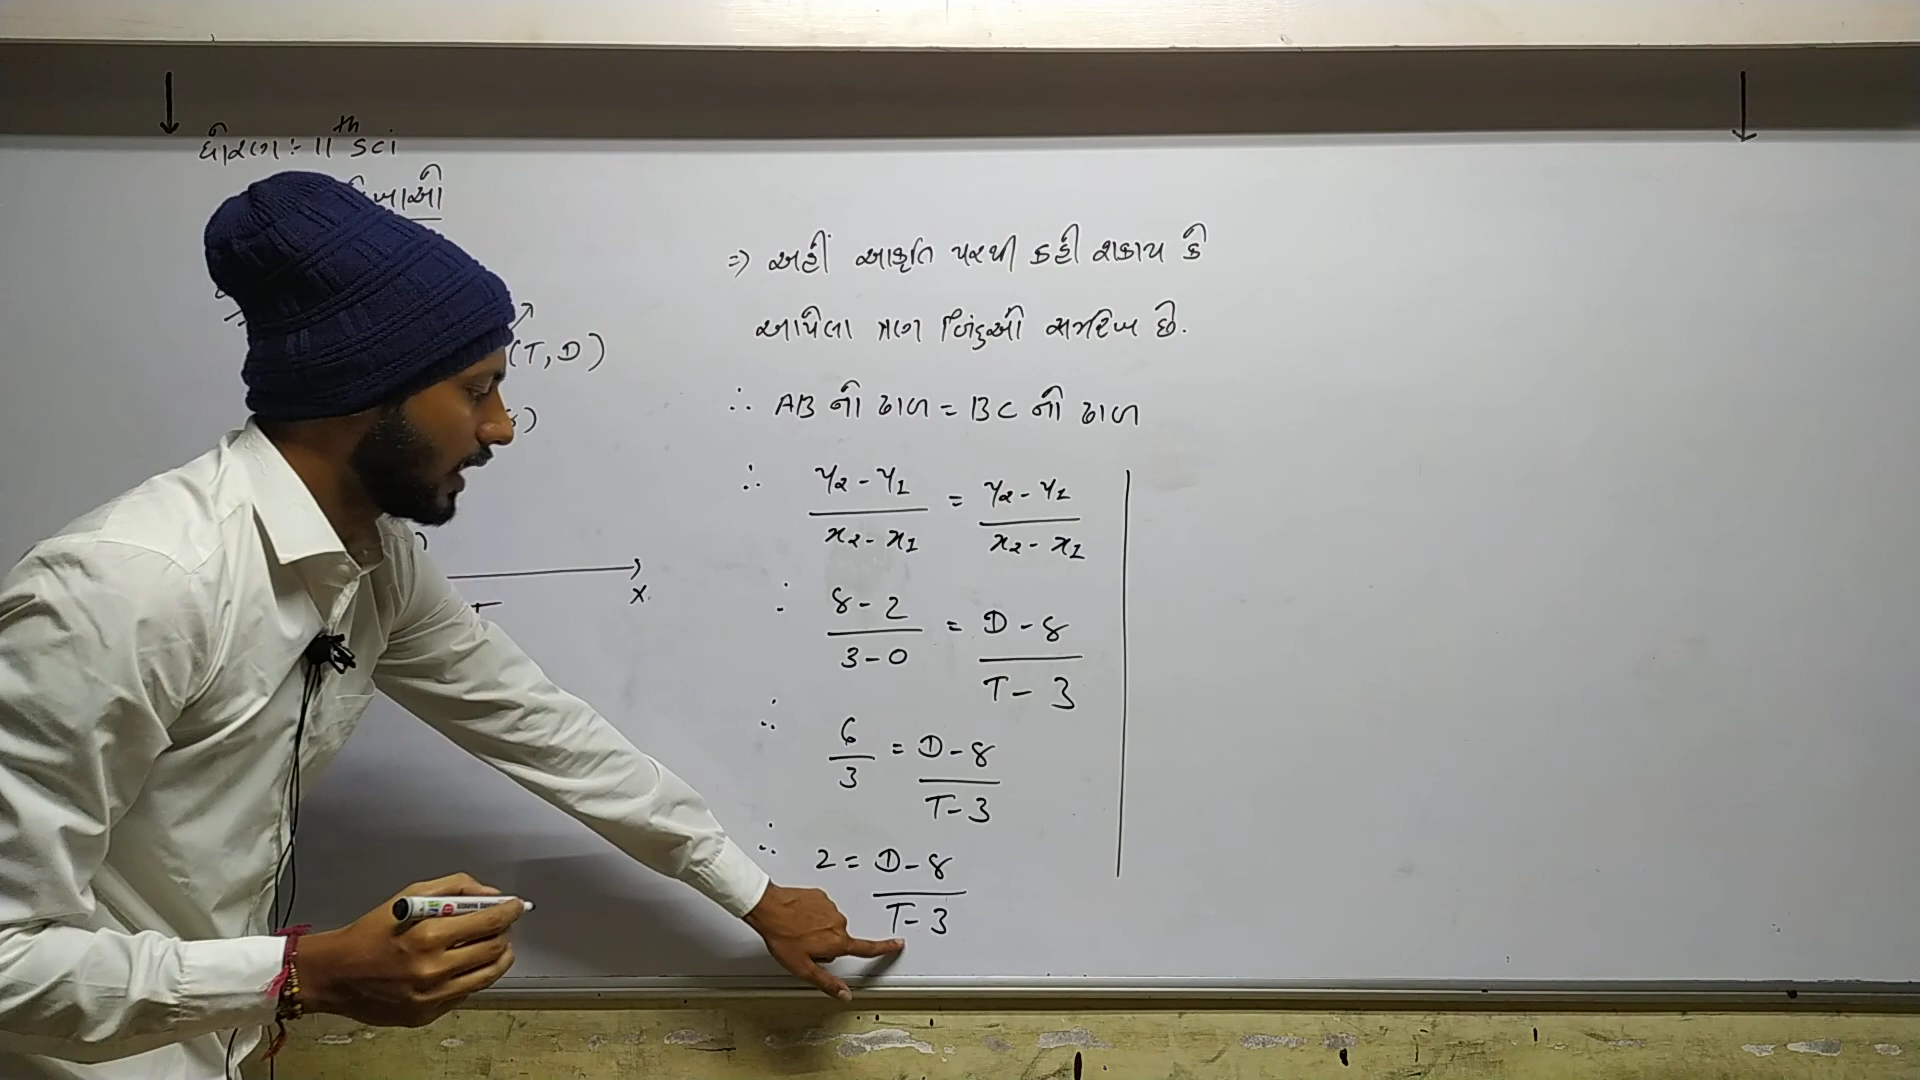 ધોરણ :- 11th Sci
(T, D)
X
⇒ અહીં આકૃતિ પરથી કહી શકાય કે
આપેલા ત્રણ બિંદુઓ સમરેખ છે.
∴ AB નો ઢાળ = BC નો ઢાળ
∴ y₂ - y₁ / x₂ - x₁ = y₂ - y₁ / x₂ - x₁
∴ 8 - 2 / 3 - 0 = D - 8 / T - 3
∴ 6 / 3 = D - 8 / T - 3
∴ 2 = D - 8 / T - 3